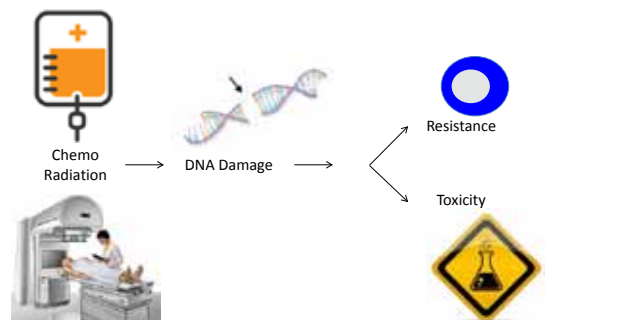 Chemo
Radiation
DNA Damage
Resistance
Toxicity